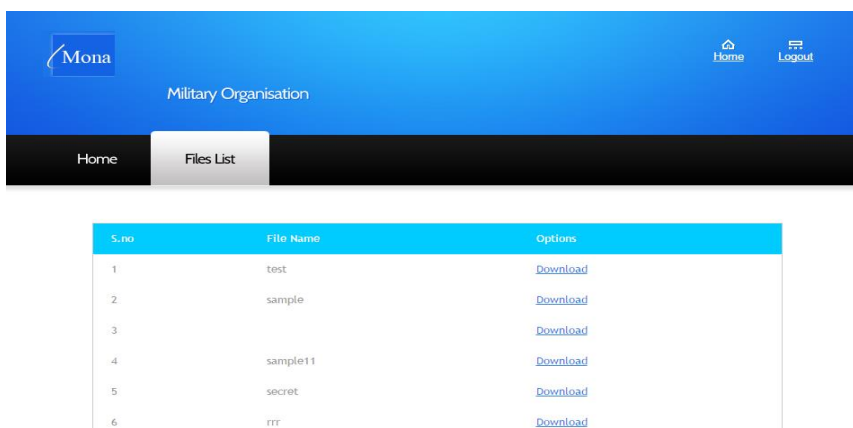 Mona
Home Logout
Military Organisation
Home Files List
S.no File Name Options
1 test Download
2 sample Download
3 Download
4 sample11 Download
5 secret Download
6 rrr Download